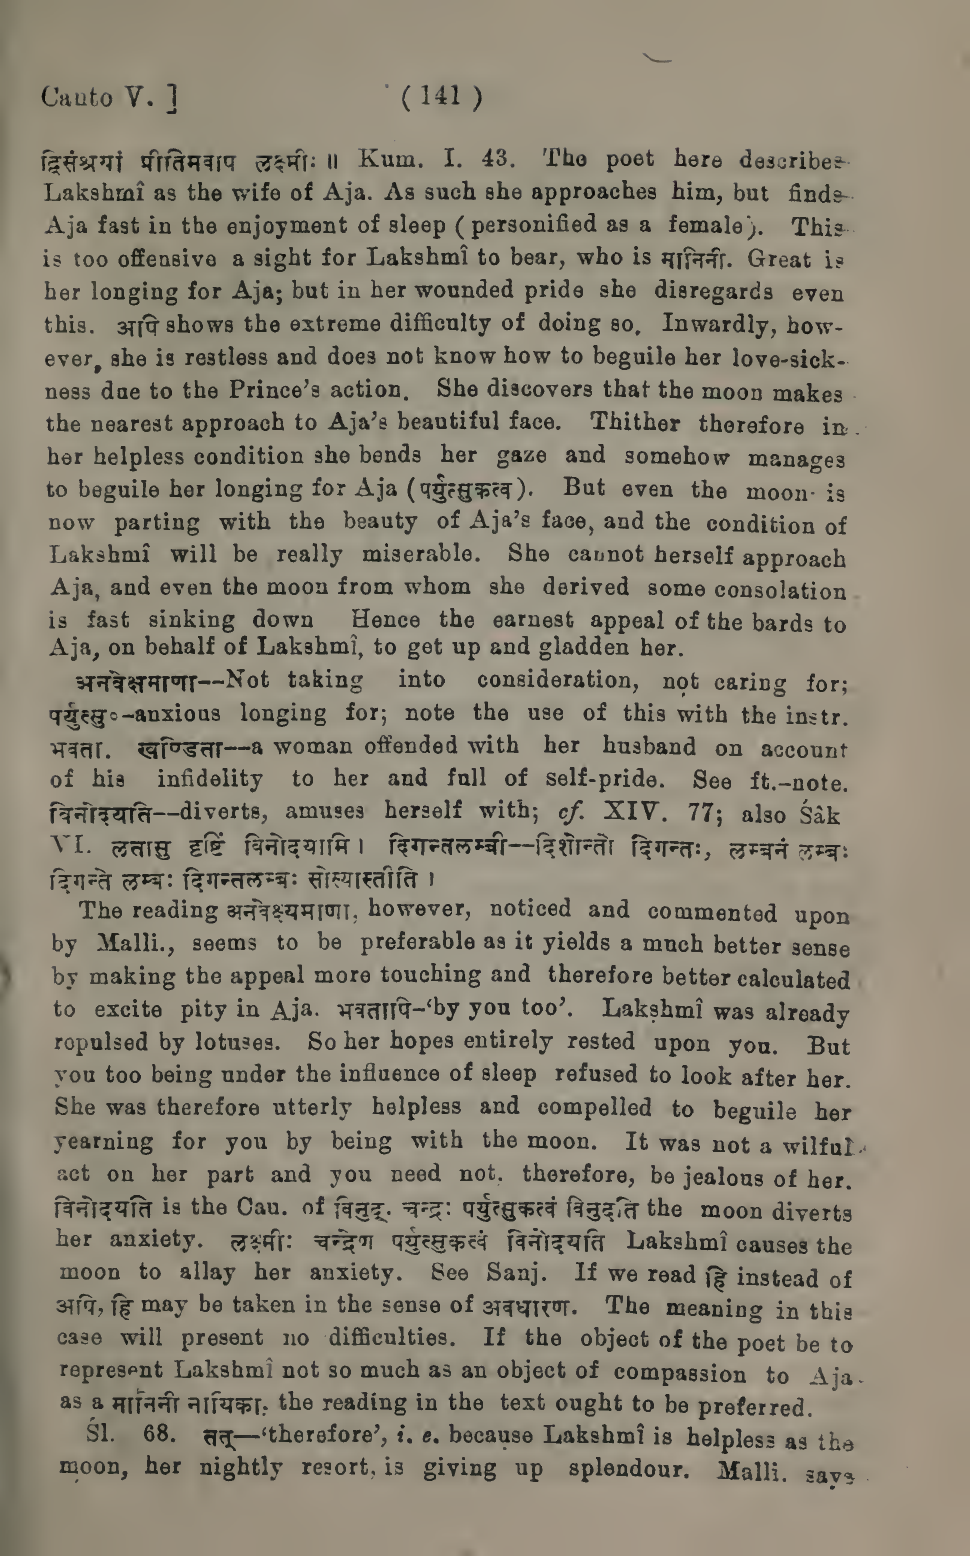 Canto V. ] ( 141 )
द्विसंश्रयां प्रीतिमवाप लक्ष्मीः ॥ Kum. I. 43. The poet here describes
Lakshmî as the wife of Aja. As such she approaches him, but finds
Aja fast in the enjoyment of sleep ( personified as a female ). This
is too offensive a sight for Lakshmî to bear, who is मानिनी. Great is
her longing for Aja; but in her wounded pride she disregards even
this. अपि shows the extreme difficulty of doing so. Inwardly, how-
ever, she is restless and does not know how to beguile her love-sick-
ness due to the Prince's action. She discovers that the moon makes
the nearest approach to Aja's beautiful face. Thither therefore in
her helpless condition she bends her gaze and somehow manages
to beguile her longing for Aja ( पर्युत्सुकत्व ). But even the moon is
now parting with the beauty of Aja's face, and the condition of
Lakshmî will be really miserable. She cannot herself approach
Aja, and even the moon from whom she derived some consolation
is fast sinking down Hence the earnest appeal of the bards to
Aja, on behalf of Lakshmî, to get up and gladden her.
अनवेक्षमाणा--Not taking into consideration, not caring for;
पर्युत्सु०-anxious longing for; note the use of this with the instr.
भवता. खण्डिता--a woman offended with her husband on account
of his infidelity to her and full of self-pride. See ft.-note.
विनोदयति--diverts, amuses herself with; cf. XIV. 77; also Śâk
VI. लतासु दृष्टिं विनोदयामि । दिगन्तलम्बी--दिशोन्तो दिगन्तः, लम्बनं लम्बः
दिगन्ते लम्बः दिगन्तलम्बः सोस्यास्तीति ।
The reading अनवेक्ष्यमाणा, however, noticed and commented upon
by Malli., seems to be preferable as it yields a much better sense
by making the appeal more touching and therefore better calculated
to excite pity in Aja. भवतापि-‘by you too’. Lakshmî was already
repulsed by lotuses. So her hopes entirely rested upon you. But
you too being under the influence of sleep refused to look after her.
She was therefore utterly helpless and compelled to beguile her
yearning for you by being with the moon. It was not a wilful
act on her part and you need not, therefore, be jealous of her.
विनोदयति is the Cau. of विनुद्. चन्द्रः पर्युत्सुकत्वं विनुदति the moon diverts
her anxiety. लक्ष्मीः चन्द्रेण पर्युत्सुकत्वं विनोदयति Lakshmî causes the
moon to allay her anxiety. See Sanj. If we read हि instead of
अपि, हि may be taken in the sense of अवधारण. The meaning in this
case will present no difficulties. If the object of the poet be to
represent Lakshmî not so much as an object of compassion to Aja
as a मानिनी नायिका, the reading in the text ought to be preferred.
Śl. 68. तत्—‘therefore’, i. e. because Lakshmî is helpless as the
moon, her nightly resort, is giving up splendour. Malli. says